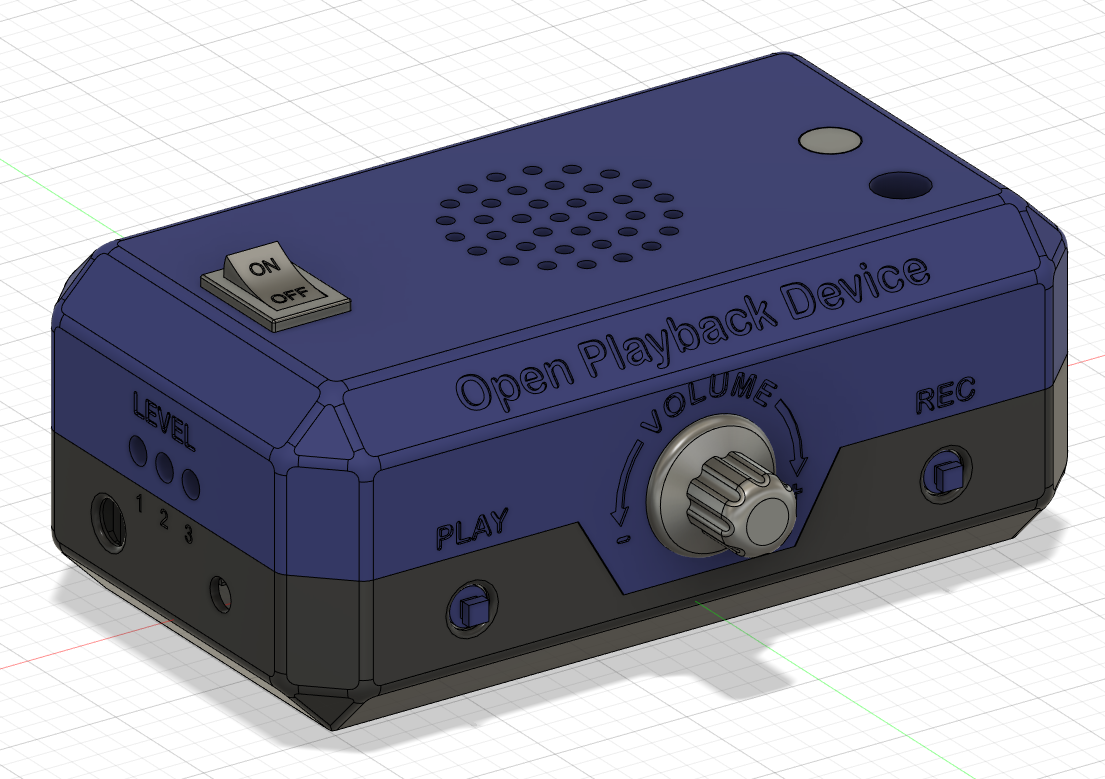 ON
OFF
Open Playback Device
LEVEL
1 2 3
VOLUME
- +
PLAY
REC